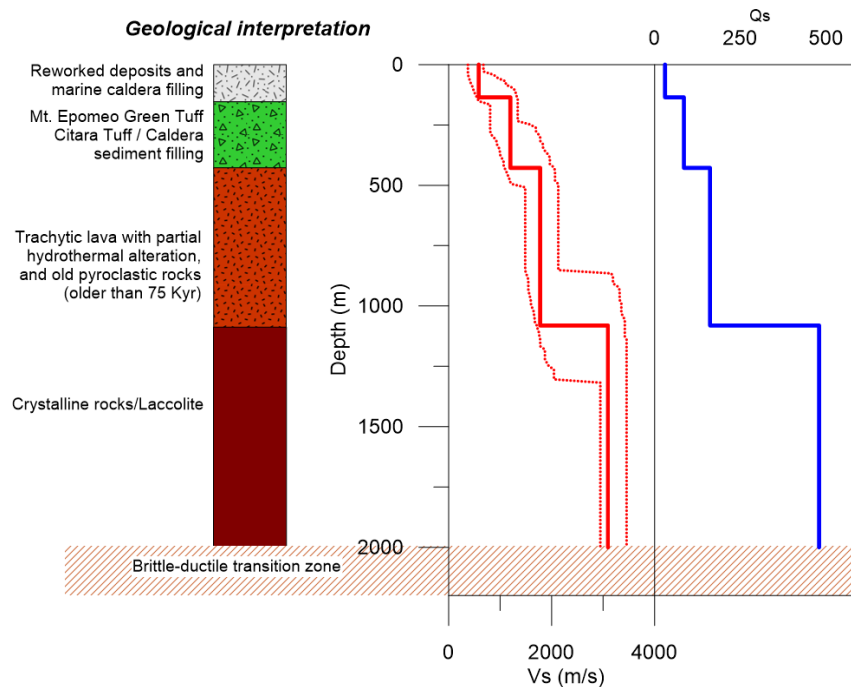 Geological interpretation
Reworked deposits and
marine caldera filling
Mt. Epomeo Green Tuff
Citara Tuff / Caldera
sediment filling
Trachytic lava with partial
hydrothermal alteration,
and old pyroclastic rocks
(older than 75 Kyr)
Crystalline rocks/Laccolite
Brittle-ductile transition zone
Depth (m)
0
500
1000
1500
2000
0 2000 4000
Vs (m/s)
Qs
0 250 500